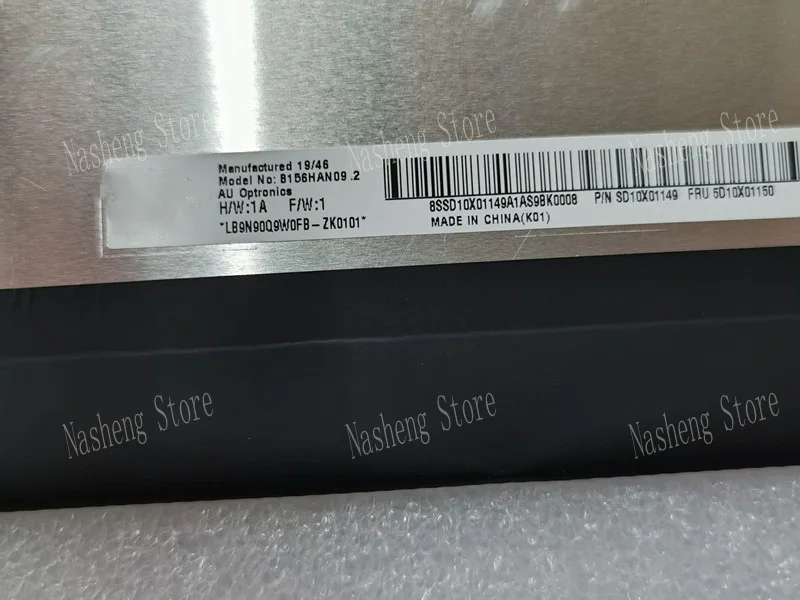 Nasheng Store
Nasheng Store
Nasheng Store
Manufactured 19/46
Model No: B156HAN09 .2
AU Optronics
H/W:1A F/W:1
*LB9N90Q9W0FB-ZK0101*
8SSD10X01149A1AS9BK0008 P/N SD10X01149 FRU 5D10X01150
MADE IN CHINA(K01)
Nasheng Store
Nasheng Store
Nasheng Store